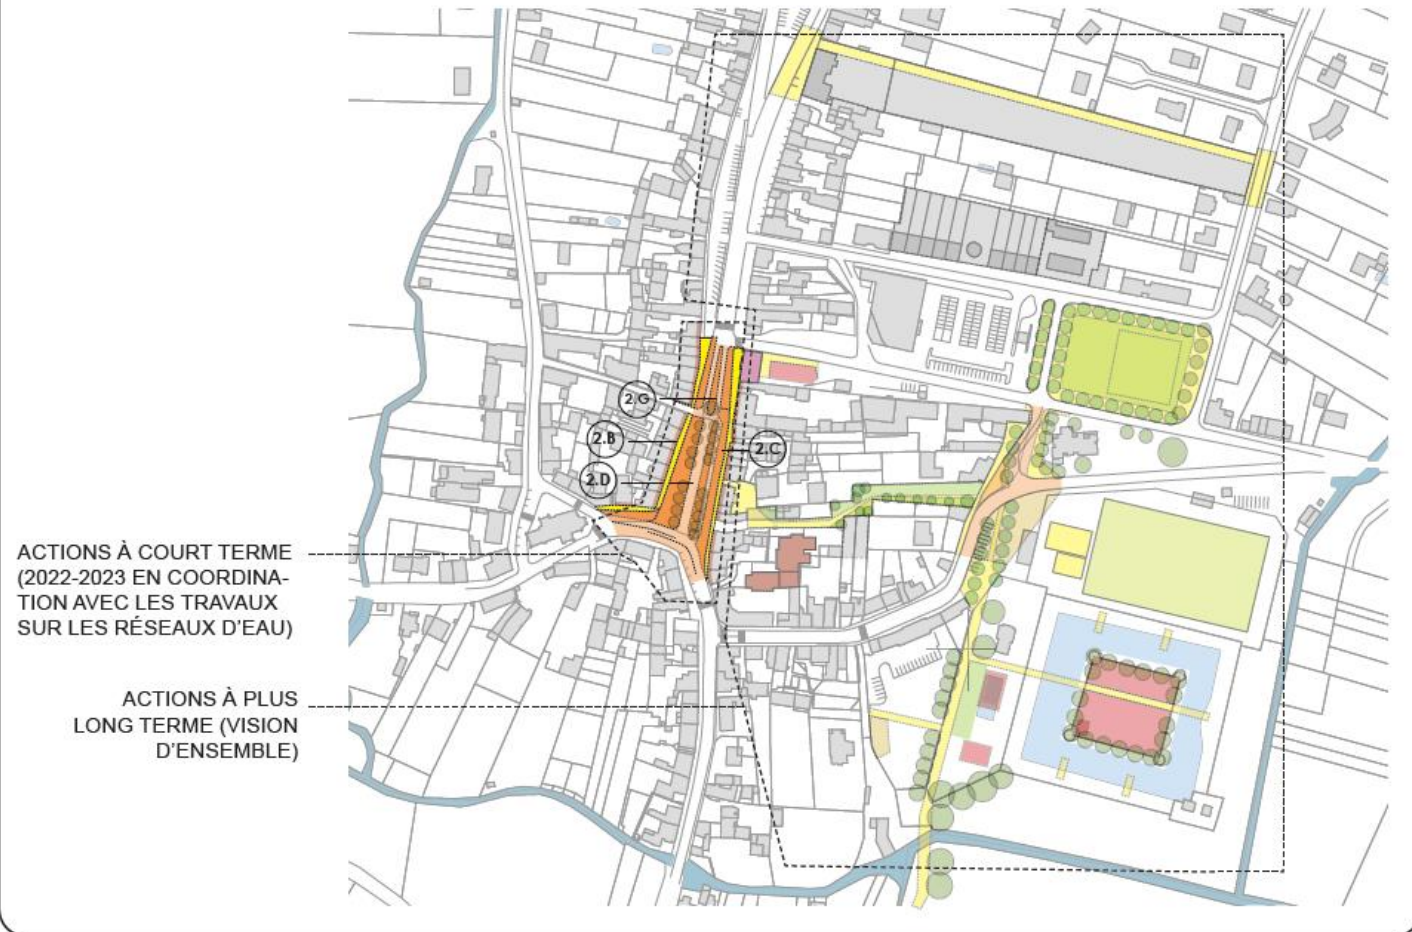 2.G
2.B
2.C
2.D
ACTIONS À COURT TERME
(2022-2023 EN COORDINA-
TION AVEC LES TRAVAUX
SUR LES RÉSEAUX D'EAU)
ACTIONS À PLUS
LONG TERME (VISION
D'ENSEMBLE)